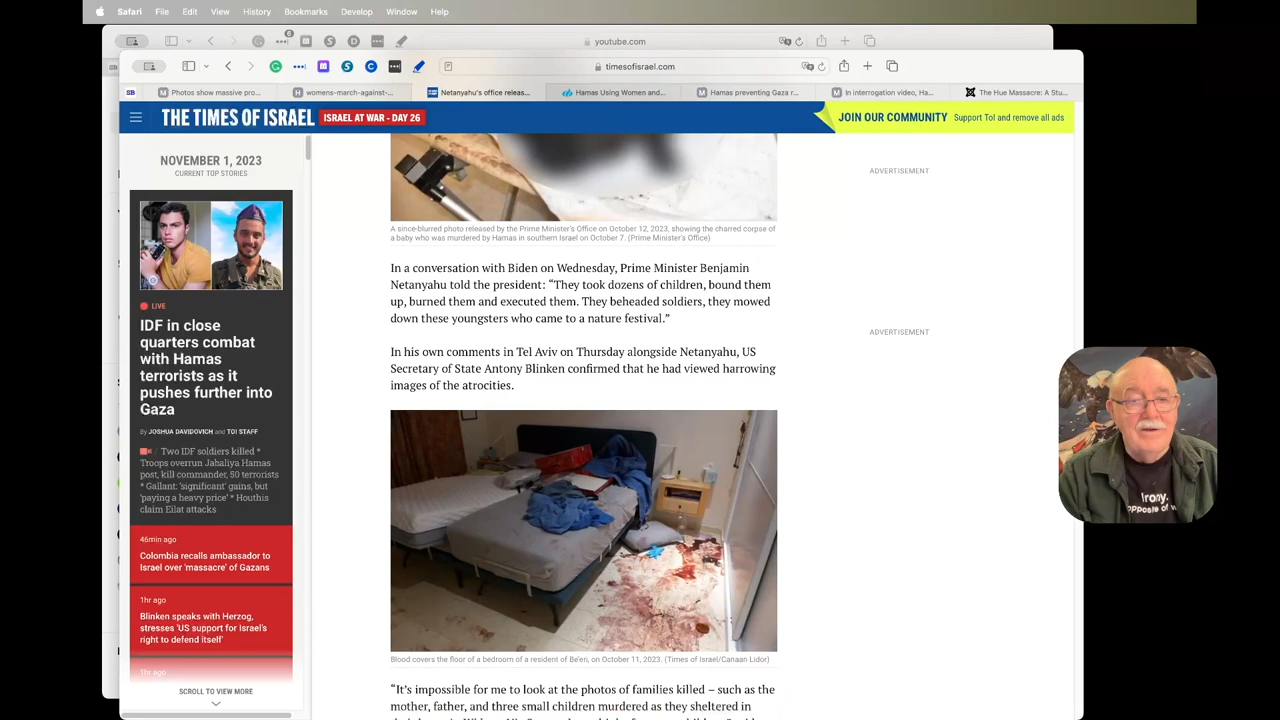 Safari File Edit View History Bookmarks Develop Window Help
youtube.com
timesofisrael.com
Photos show massive pro...
womens-march-against-...
Netanyahu's office releas...
Hamas Using Women and...
Hamas preventing Gaza r...
In interrogation video, Ha...
The Hue Massacre: A Stu...
THE TIMES OF ISRAEL
ISRAEL AT WAR - DAY 26
JOIN OUR COMMUNITY Support ToI and remove all ads
NOVEMBER 1, 2023
CURRENT TOP STORIES
LIVE
IDF in close
quarters combat
with Hamas
terrorists as it
pushes further into
Gaza
By JOSHUA DAVIDOVICH and TOI STAFF
/ Two IDF soldiers killed *
Troops overrun Jabaliya Hamas
post, kill commander, 50 terrorists
* Gallant: 'significant' gains, but
'paying a heavy price' * Houthis
claim Eilat attacks
46min ago
Colombia recalls ambassador to
Israel over 'massacre' of Gazans
1hr ago
Blinken speaks with Herzog,
stresses 'US support for Israel's
right to defend itself'
1hr ago
SCROLL TO VIEW MORE
A since-blurred photo released by the Prime Minister's Office on October 12, 2023, showing the charred corpse of
a baby who was murdered by Hamas in southern Israel on October 7. (Prime Minister's Office)
In a conversation with Biden on Wednesday, Prime Minister Benjamin
Netanyahu told the president: “They took dozens of children, bound them
up, burned them and executed them. They beheaded soldiers, they mowed
down these youngsters who came to a nature festival.”
In his own comments in Tel Aviv on Thursday alongside Netanyahu, US
Secretary of State Antony Blinken confirmed that he had viewed harrowing
images of the atrocities.
Blood covers the floor of a bedroom of a resident of Be'eri, on October 11, 2023. (Times of Israel/Canaan Lidor)
“It's impossible for me to look at the photos of families killed – such as the
mother, father, and three small children murdered as they sheltered in
ADVERTISEMENT
ADVERTISEMENT
Irony.
opposite of